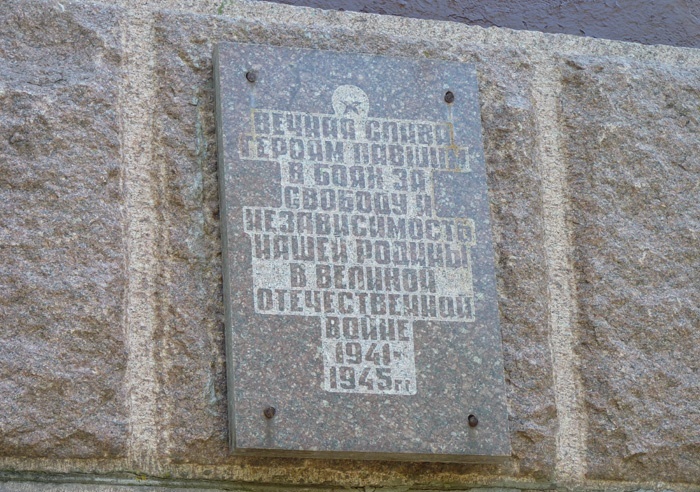 ВЕЧНАЯ СЛАВА
ГЕРОЯМ ПАВШИМ
В БОЯХ ЗА
СВОБОДУ И
НЕЗАВИСИМОСТЬ
НАШЕЙ РОДИНЫ
В ВЕЛИКОЙ
ОТЕЧЕСТВЕННОЙ
ВОЙНЕ
1941-
1945гг